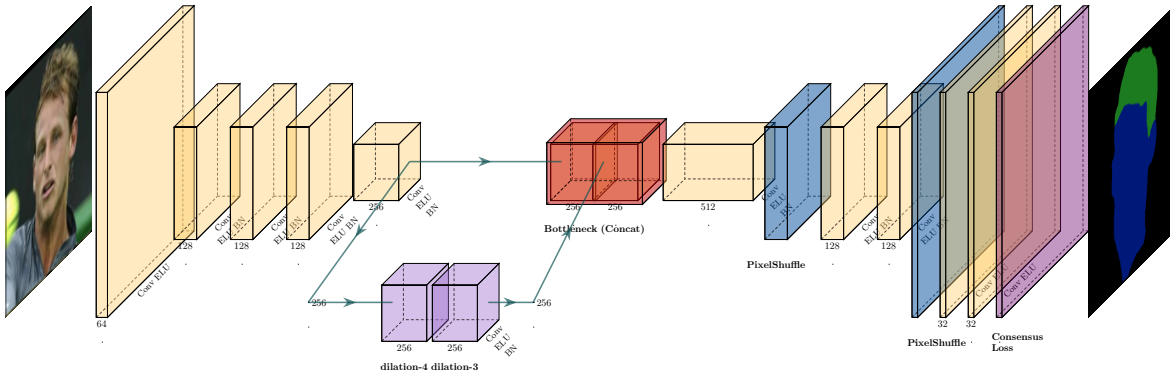 64
Conv ELU
128
Conv
ELU BN
128
Conv
ELU BN
128
Conv
ELU BN
256
Conv
ELU
BN
256
256
256
dilation-4 dilation-3
Conv
ELU
BN
256
256
256
Bottleneck (Concat)
512
Conv
ELU
BN
PixelShuffle
128
Conv
ELU BN
128
Conv
ELU BN
PixelShuffle
32
Conv ELU
32
Conv ELU
Consensus
Loss